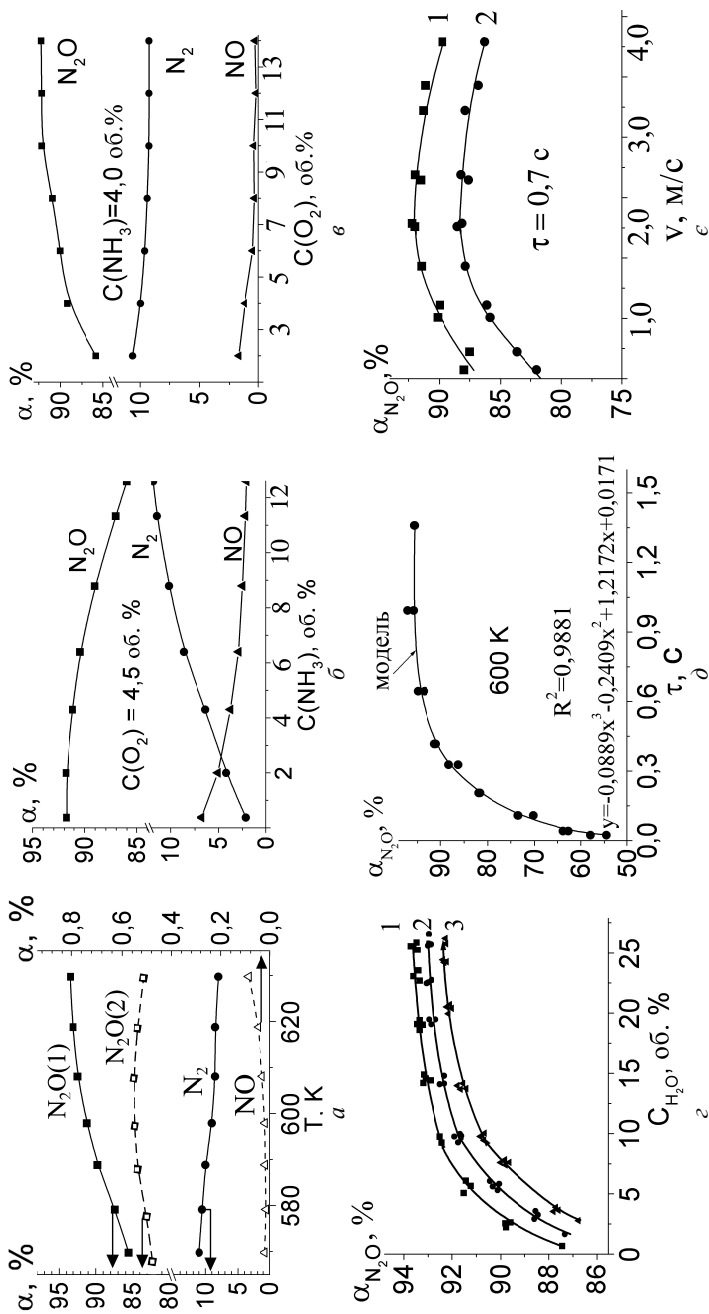 α, %
α, %
90
85
80
10
5
0
0,8
0,6
0,4
0,2
0,0
N₂O(1)
N₂O(2)
N₂
NO
580
600
620
T. K
а
α, %
95
90
85
10
5
0
N₂O
C(O₂) = 4,5 об. %
N₂
NO
2
4
6
8
10
12
C(NH₃), об. %
б
α, %
90
85
10
5
0
N₂O
C(NH₃)=4,0 об.%
N₂
NO
3
5
7
9
11
13
C(O₂), об.%
в
α N₂O, %
94
92
90
88
86
1
2
3
0
5
10
15
20
25
C H₂O, об. %
г
α N₂O, %
90
80
70
60
50
модель
600 K
R²=0,9881
y=-0,0889x³-0,2409x²+1,2172x+0,0171
0,0
0,3
0,6
0,9
1,2
1,5
τ, с
д
α N₂O, %
90
85
80
75
1
2
τ = 0,7 с
1,0
2,0
3,0
4,0
v, м/с
є